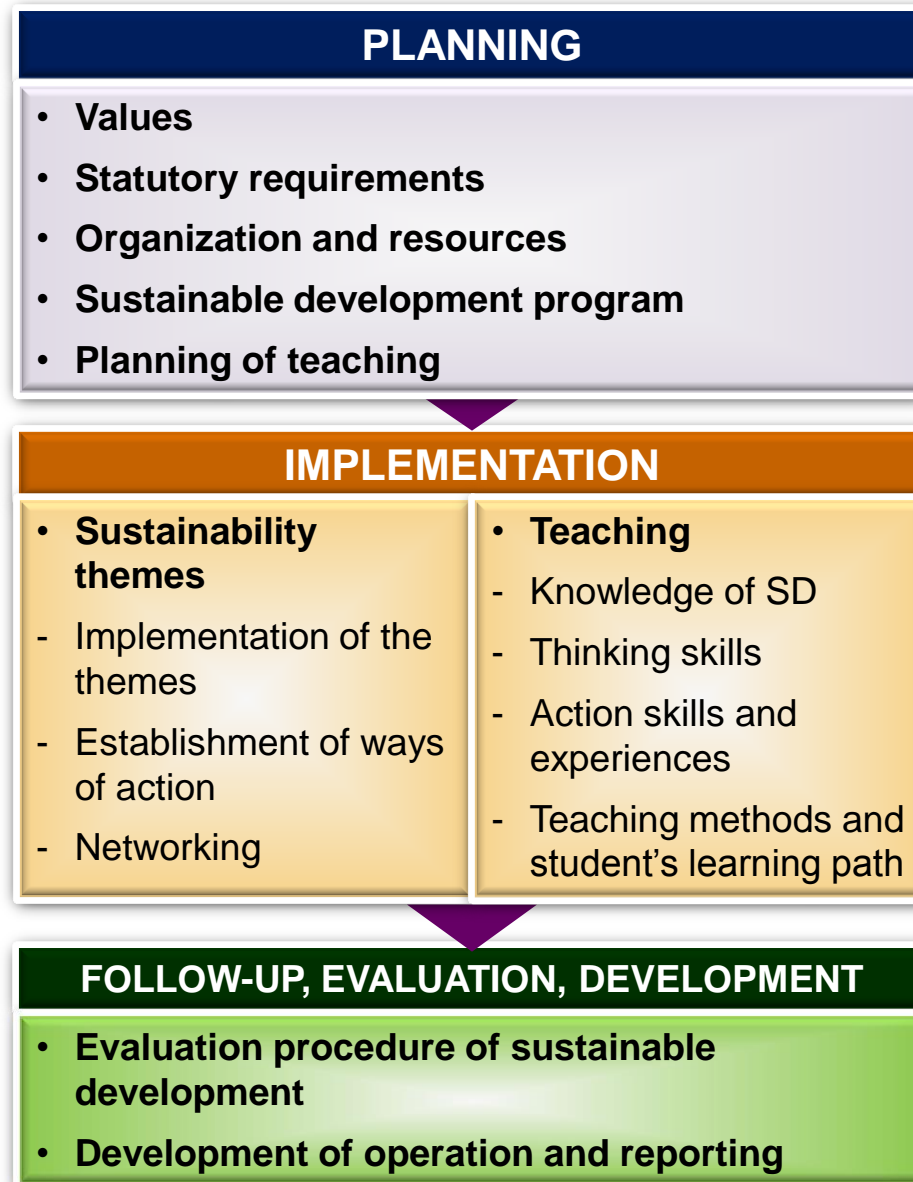 PLANNING
• Values
• Statutory requirements
• Organization and resources
• Sustainable development program
• Planning of teaching
IMPLEMENTATION
• Sustainability
themes
- Implementation of the
themes
- Establishment of ways
of action
- Networking
• Teaching
- Knowledge of SD
- Thinking skills
- Action skills and
experiences
- Teaching methods and
student’s learning path
FOLLOW-UP, EVALUATION, DEVELOPMENT
• Evaluation procedure of sustainable
development
• Development of operation and reporting